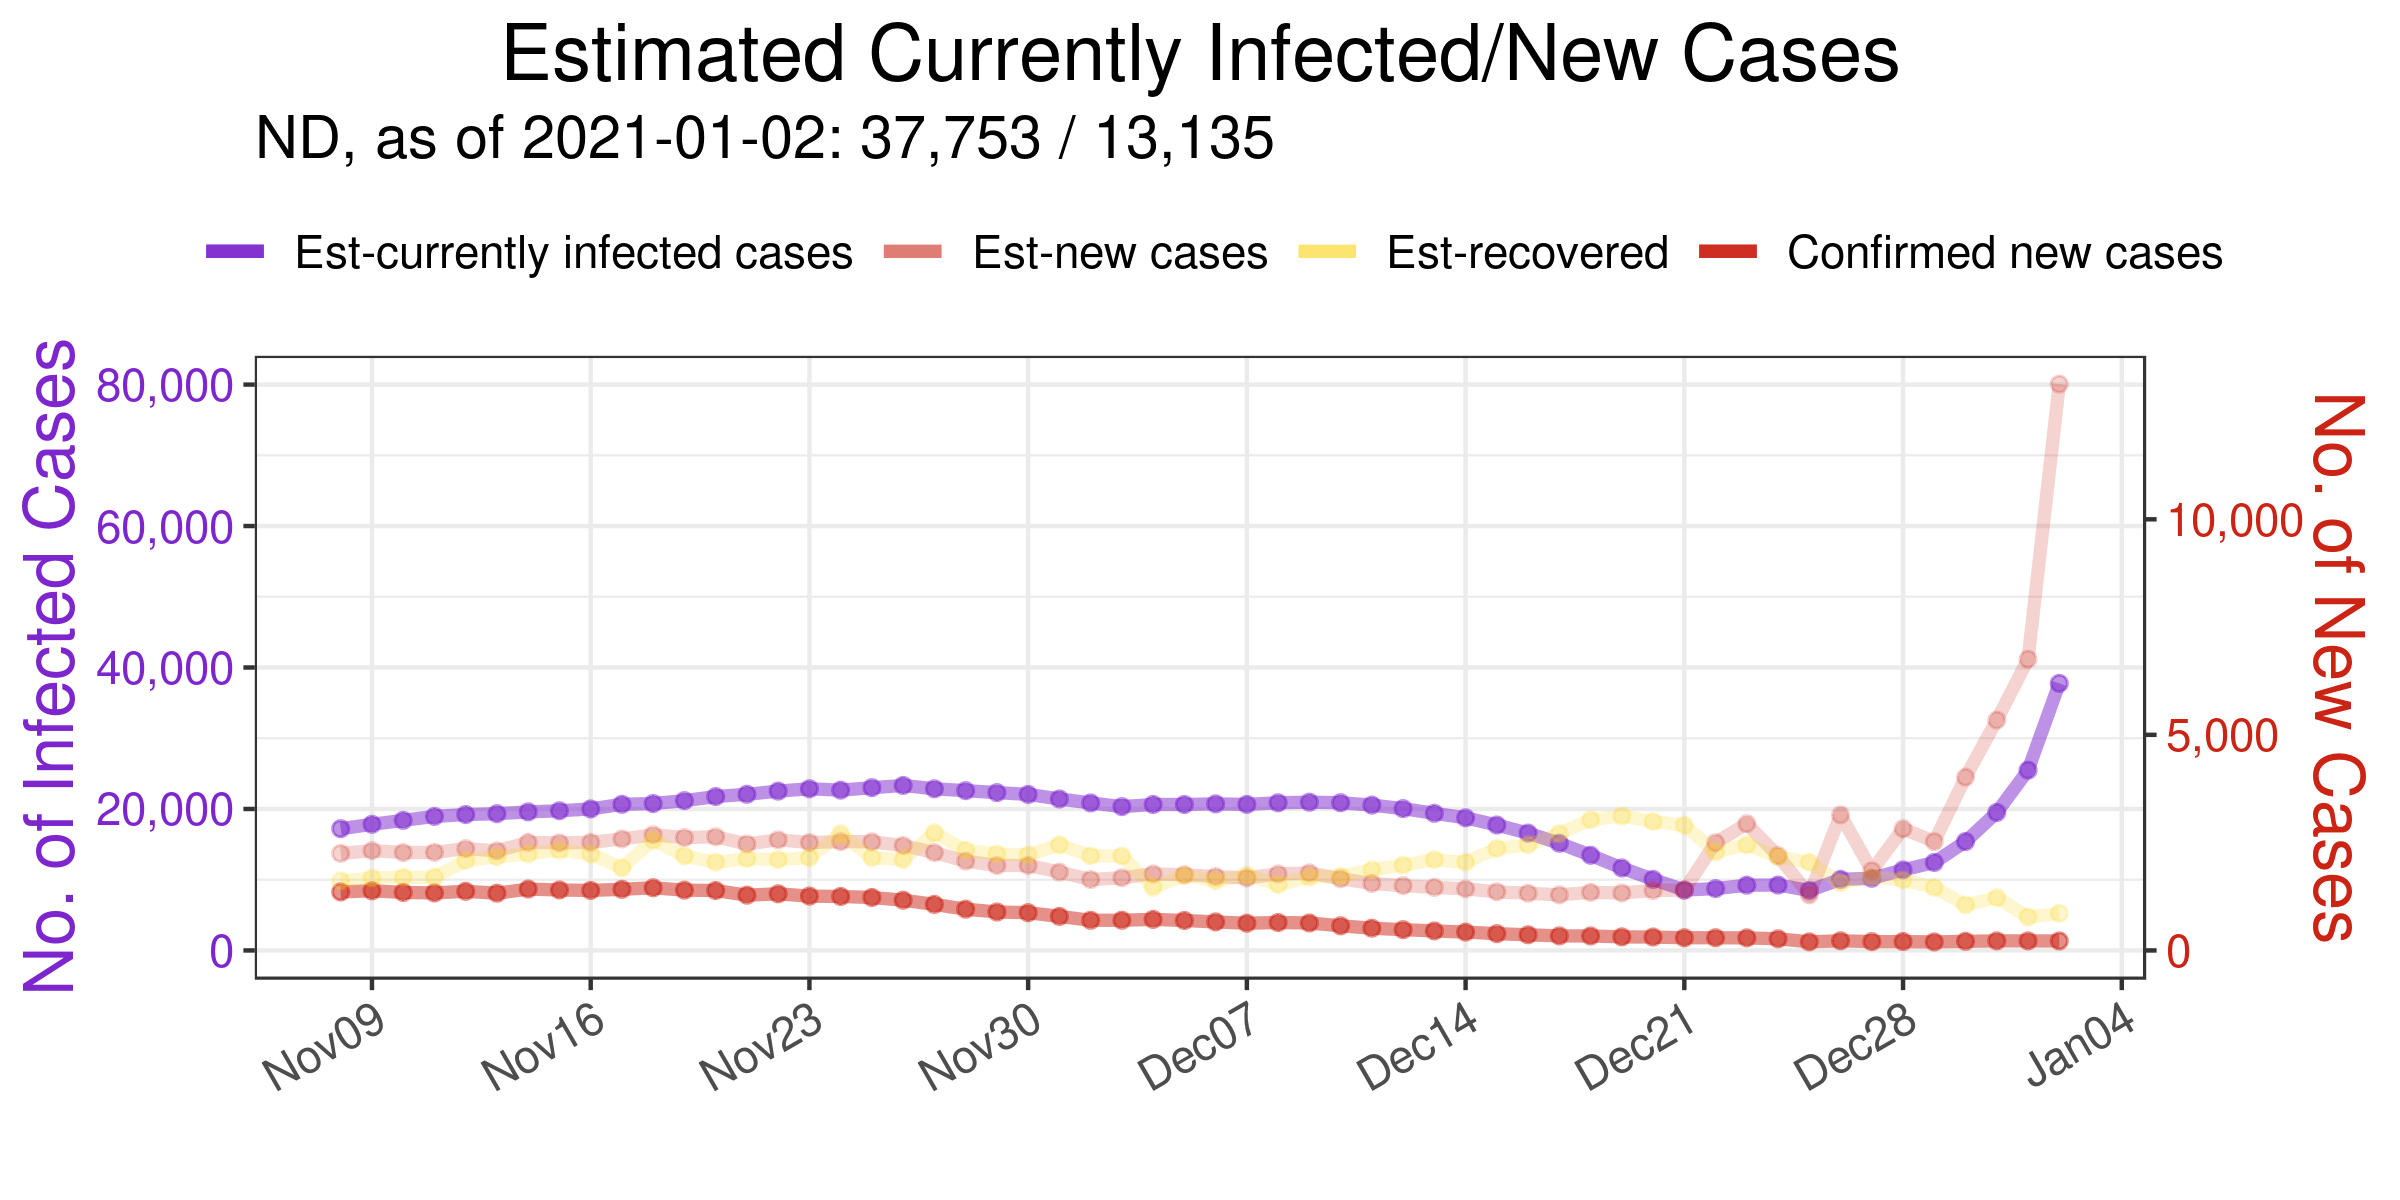 Estimated Currently Infected/New Cases
ND, as of 2021-01-02: 37,753 / 13,135
Est-currently infected cases Est-new cases Est-recovered Confirmed new cases
No. of Infected Cases
80,000
60,000
40,000
20,000
0
10,000
5,000
0
No. of New Cases
Nov09 Nov16 Nov23 Nov30 Dec07 Dec14 Dec21 Dec28 Jan04